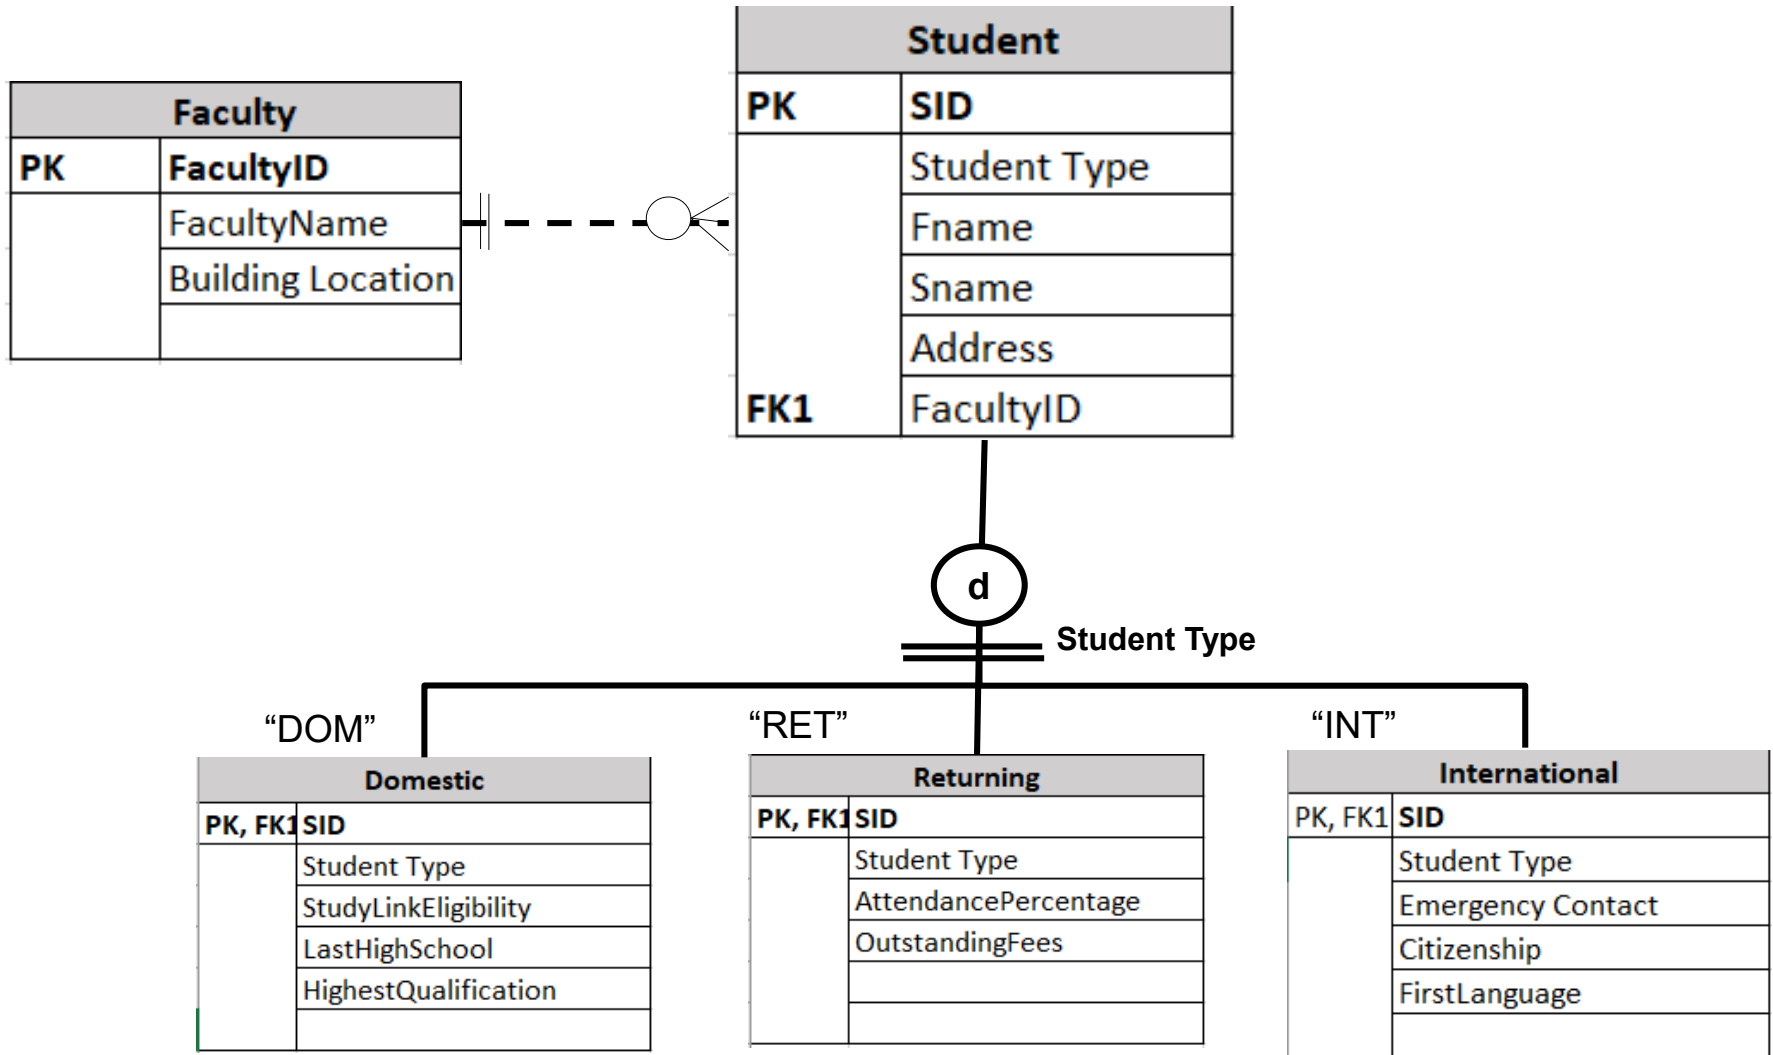 Student
PK SID
Student Type
Fname
Sname
Address
FK1 FacultyID
Faculty
PK FacultyID
FacultyName
Building Location
d
Student Type
“DOM”
“RET”
“INT”
Domestic
PK, FK1 SID
Student Type
StudyLinkEligibility
LastHighSchool
HighestQualification
Returning
PK, FK1 SID
Student Type
AttendancePercentage
OutstandingFees
International
PK, FK1 SID
Student Type
Emergency Contact
Citizenship
FirstLanguage